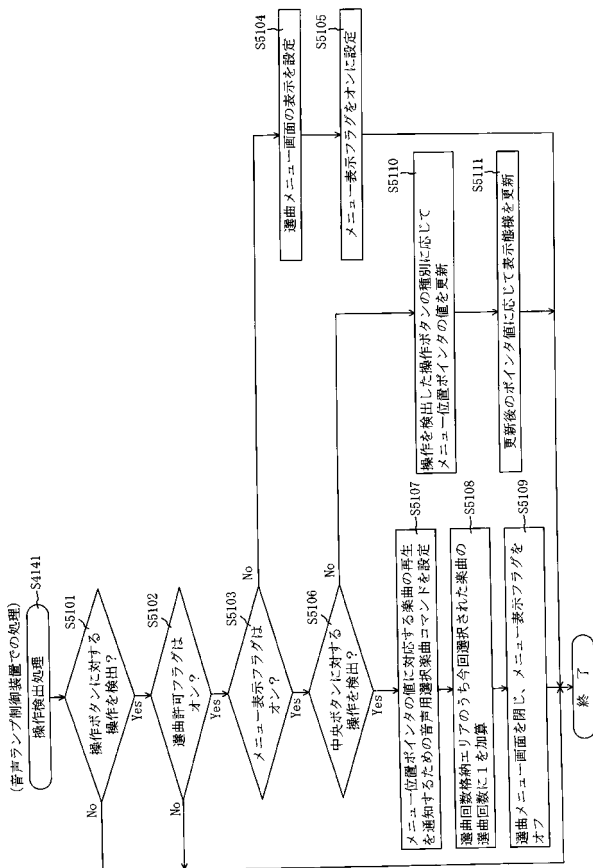 (音声ランプ制御装置での処理)
操作検出処理
S4141
S5101
操作ボタンに対する
操作を検出？
No
Yes
S5102
選曲許可フラグは
オン？
No
Yes
S5103
メニュー表示フラグは
オン？
No
Yes
S5104
選曲メニュー画面の表示を設定
S5105
メニュー表示フラグをオンに設定
S5106
中央ボタンに対する
操作を検出？
No
Yes
S5107
メニュー位置ポインタの値に対応する楽曲の再生
を通知するための音声用選択楽曲コマンドを設定
S5108
選曲回数格納エリアのうち今回選択された楽曲の
選曲回数に１を加算
S5109
選曲メニュー画面を閉じ、メニュー表示フラグを
オフ
S5110
操作を検出した操作ボタンの種別に応じて
メニュー位置ポインタの値を更新
S5111
更新後のポインタ値に応じて表示態様を更新
終了